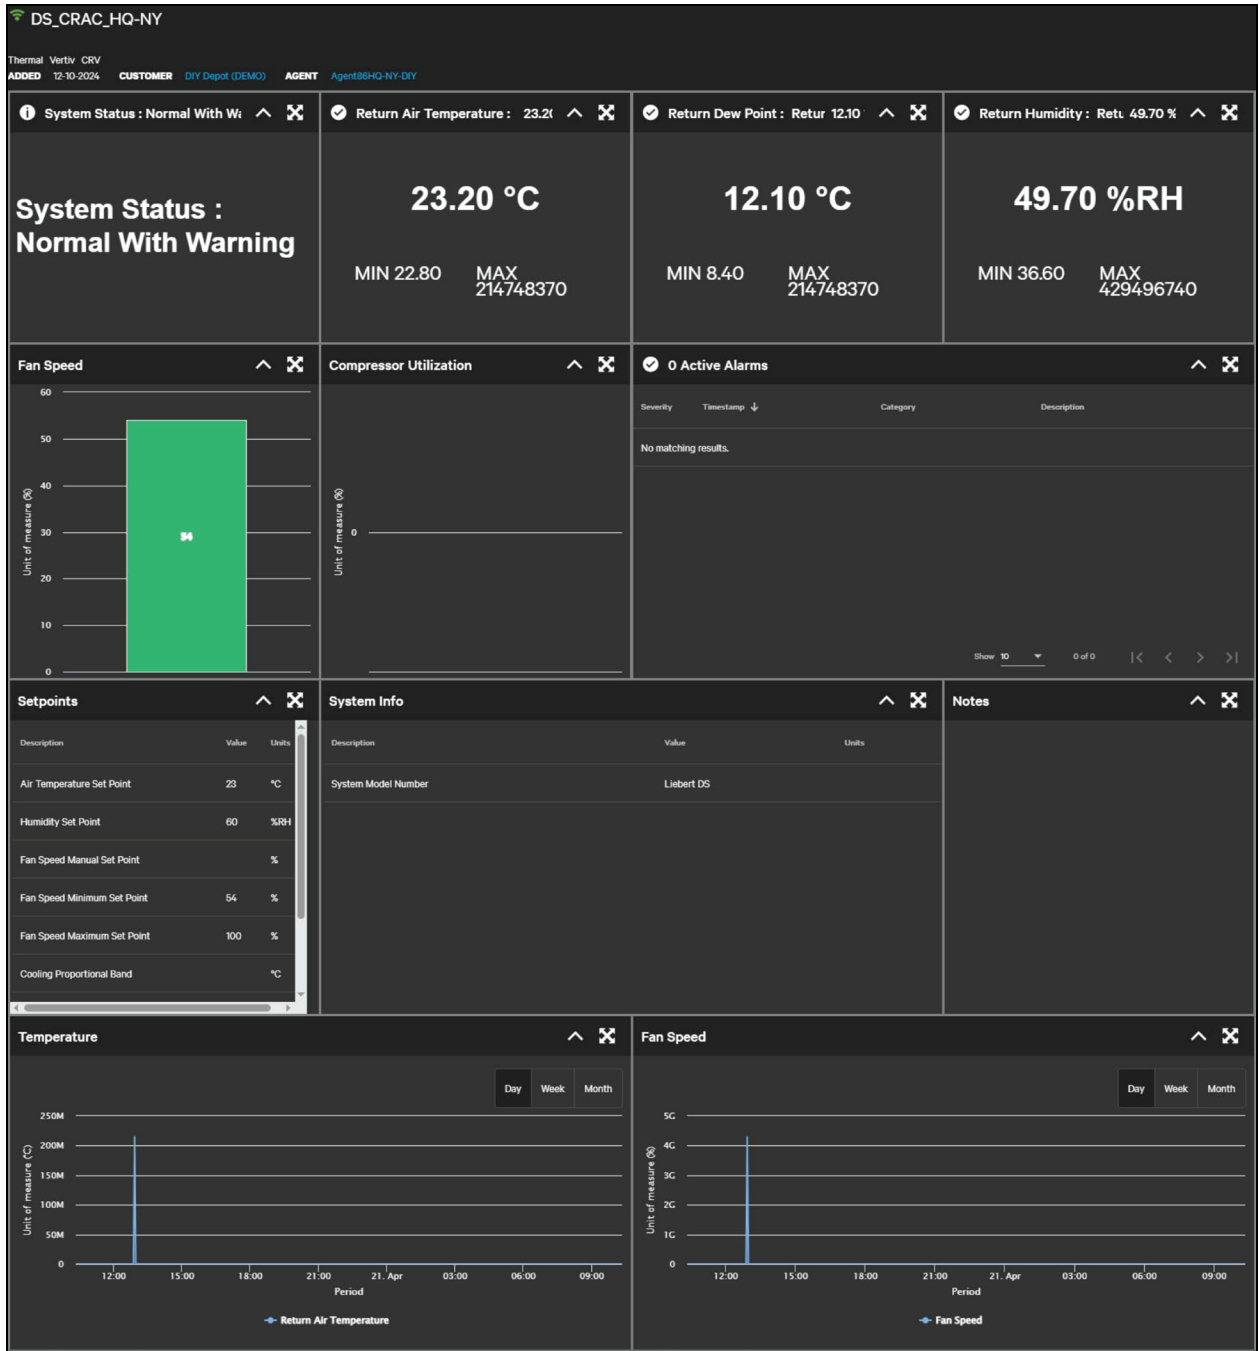 DS_CRAC_HQ-NY
Thermal Vertiv CRV
ADDED 12-10-2024 CUSTOMER DIY Depot (DEMO) AGENT Agent86HQ-NY-DIY
System Status : Normal With Wa
Return Air Temperature : 23.20
Return Dew Point : Retur 12.10
Return Humidity : Retu 49.70 %
System Status :
Normal With Warning
23.20 °C
MIN 22.80
MAX
214748370
12.10 °C
MIN 8.40
MAX
214748370
49.70 %RH
MIN 36.60
MAX
429496740
Fan Speed
60
50
40
30
20
10
0
Unit of measure (%)
54
Compressor Utilization
Unit of measure (%)
0
0 Active Alarms
Severity Timestamp Category Description
No matching results.
Show 10 0 of 0
Setpoints
Description Value Units
Air Temperature Set Point 23 °C
Humidity Set Point 60 %RH
Fan Speed Manual Set Point %
Fan Speed Minimum Set Point 54 %
Fan Speed Maximum Set Point 100 %
Cooling Proportional Band °C
System Info
Description Value Units
System Model Number Liebert DS
Notes
Temperature
Day Week Month
250M
200M
150M
100M
50M
0
Unit of measure (°C)
12:00 15:00 18:00 21:00 21. Apr 03:00 06:00 09:00
Period
Return Air Temperature
Fan Speed
Day Week Month
5G
4G
3G
2G
1G
0
Unit of measure (%)
12:00 15:00 18:00 21:00 21. Apr 03:00 06:00 09:00
Period
Fan Speed